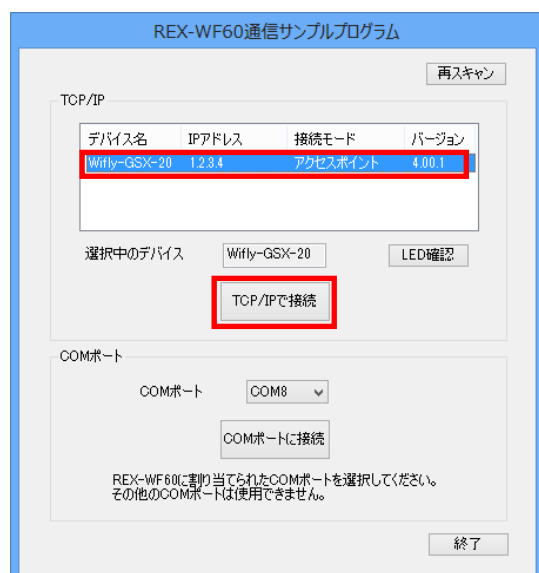 REX-WF60通信サンプルプログラム
再スキャン
TCP/IP
デバイス名 IPアドレス 接続モード バージョン
Wifly-GSX-20 1.2.3.4 アクセスポイント 4.00.1
選択中のデバイス Wifly-GSX-20 LED確認
TCP/IPで接続
COMポート
COMポート COM8
COMポートに接続
REX-WF60に割り当てられたCOMポートを選択してください。
その他のCOMポートは使用できません。
終了